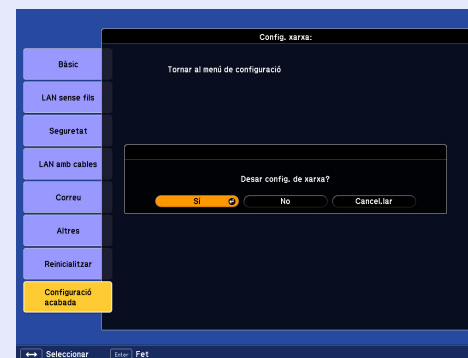 Config. xarxa:
Bàsic
Tornar al menú de configuració
LAN sense fils
Seguretat
LAN amb cables
Desar config. de xarxa?
Sí
No
Cancel.lar
Correu
Altres
Reinicialitzar
Configuració
acabada
Seleccionar
Enter Fet